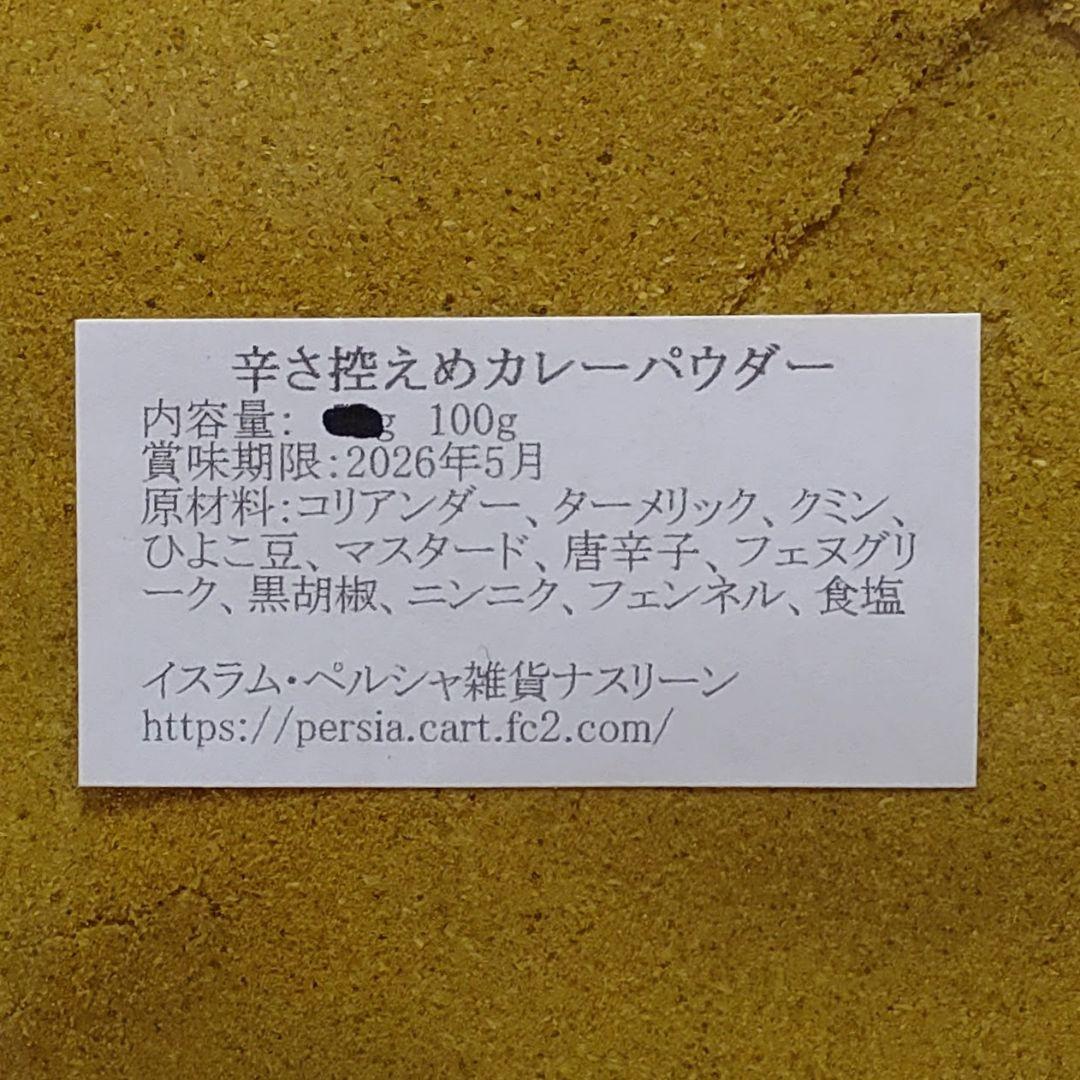 辛さ控えめカレーパウダー
内容量: g 100g
賞味期限:2026年5月
原材料:コリアンダー、ターメリック、クミン、
ひよこ豆、マスタード、唐辛子、フェヌグリ
ーク、黒胡椒、ニンニク、フェンネル、食塩
イスラム・ペルシャ雑貨ナスリーン
https://persia.cart.fc2.com/